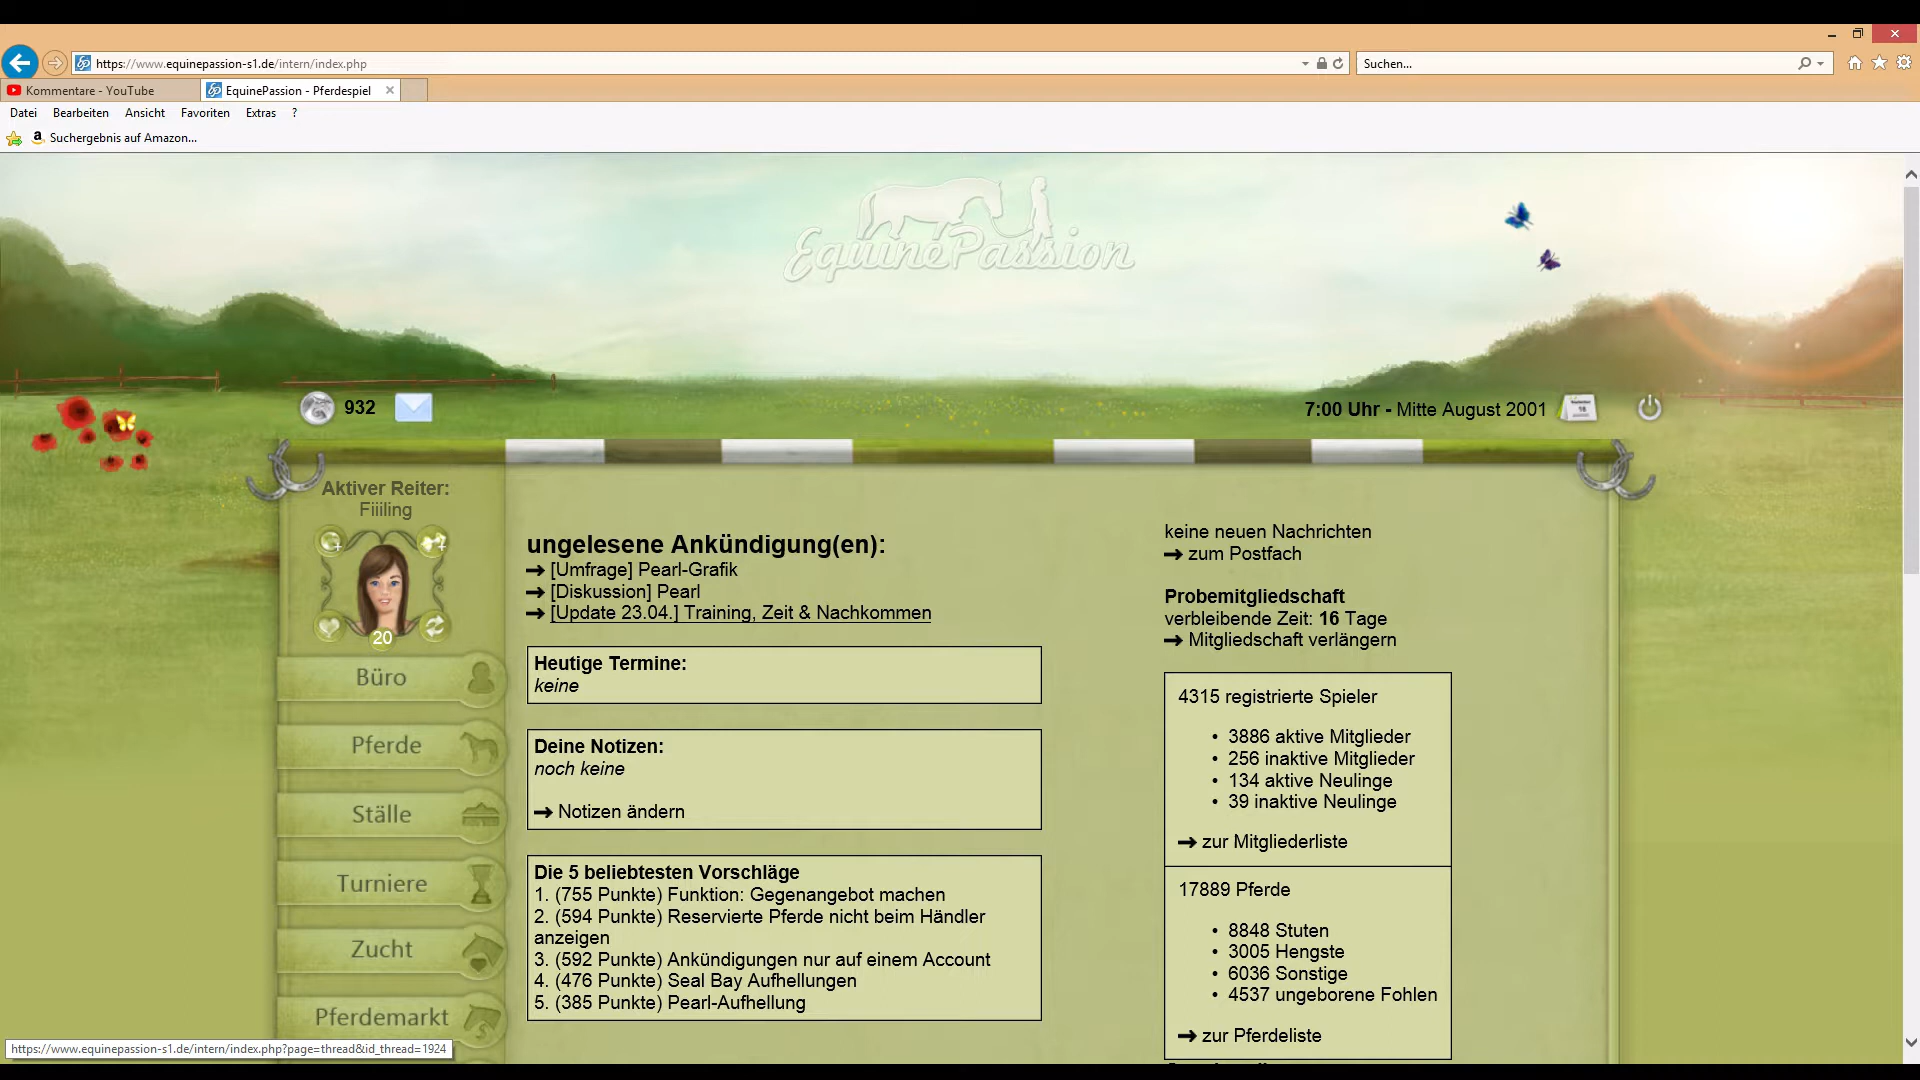 https://www.equinepassion-s1.de/intern/index.php
Suchen...
Kommentare - YouTube
EquinePassion - Pferdespiel
Datei Bearbeiten Ansicht Favoriten Extras ?
Suchergebnis auf Amazon...
EquinePassion
932
7:00 Uhr - Mitte August 2001
Aktiver Reiter:
Fiiiling
20
Büro
Pferde
Ställe
Turniere
Zucht
Pferdemarkt
ungelesene Ankündigung(en):
[Umfrage] Pearl-Grafik
[Diskussion] Pearl
[Update 23.04.] Training, Zeit & Nachkommen
Heutige Termine:
keine
Deine Notizen:
noch keine
Notizen ändern
Die 5 beliebtesten Vorschläge
1. (755 Punkte) Funktion: Gegenangebot machen
2. (594 Punkte) Reservierte Pferde nicht beim Händler
anzeigen
3. (592 Punkte) Ankündigungen nur auf einem Account
4. (476 Punkte) Seal Bay Aufhellungen
5. (385 Punkte) Pearl-Aufhellung
keine neuen Nachrichten
zum Postfach
Probemitgliedschaft
verbleibende Zeit: 16 Tage
Mitgliedschaft verlängern
4315 registrierte Spieler
• 3886 aktive Mitglieder
• 256 inaktive Mitglieder
• 134 aktive Neulinge
• 39 inaktive Neulinge
zur Mitgliederliste
17889 Pferde
• 8848 Stuten
• 3005 Hengste
• 6036 Sonstige
• 4537 ungeborene Fohlen
zur Pferdeliste
https://www.equinepassion-s1.de/intern/index.php?page=thread&id_thread=1924